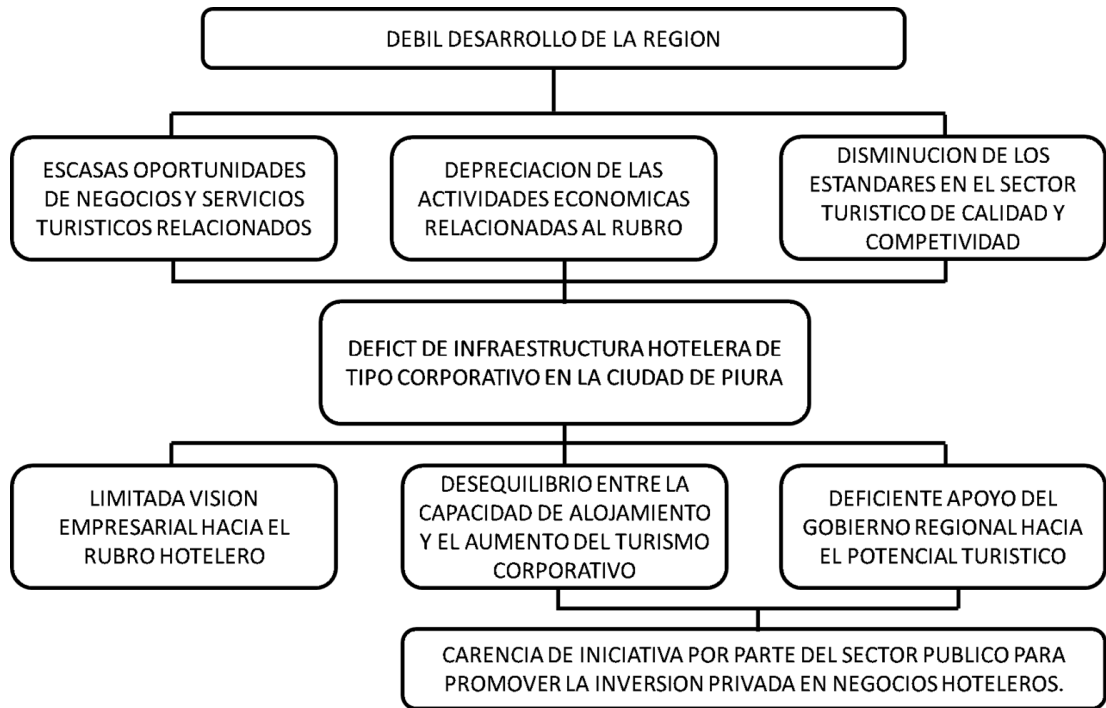 DEBIL DESARROLLO DE LA REGION
ESCASAS OPORTUNIDADES
DE NEGOCIOS Y SERVICIOS
TURISTICOS RELACIONADOS
DEPRECIACION DE LAS
ACTIVIDADES ECONOMICAS
RELACIONADAS AL RUBRO
DISMINUCION DE LOS
ESTANDARES EN EL SECTOR
TURISTICO DE CALIDAD Y
COMPETIVIDAD
DEFICT DE INFRAESTRUCTURA HOTELERA DE
TIPO CORPORATIVO EN LA CIUDAD DE PIURA
LIMITADA VISION
EMPRESARIAL HACIA EL
RUBRO HOTELERO
DESEQUILIBRIO ENTRE LA
CAPACIDAD DE ALOJAMIENTO
Y EL AUMENTO DEL TURISMO
CORPORATIVO
DEFICIENTE APOYO DEL
GOBIERNO REGIONAL HACIA
EL POTENCIAL TURISTICO
CARENCIA DE INICIATIVA POR PARTE DEL SECTOR PUBLICO PARA
PROMOVER LA INVERSION PRIVADA EN NEGOCIOS HOTELEROS.